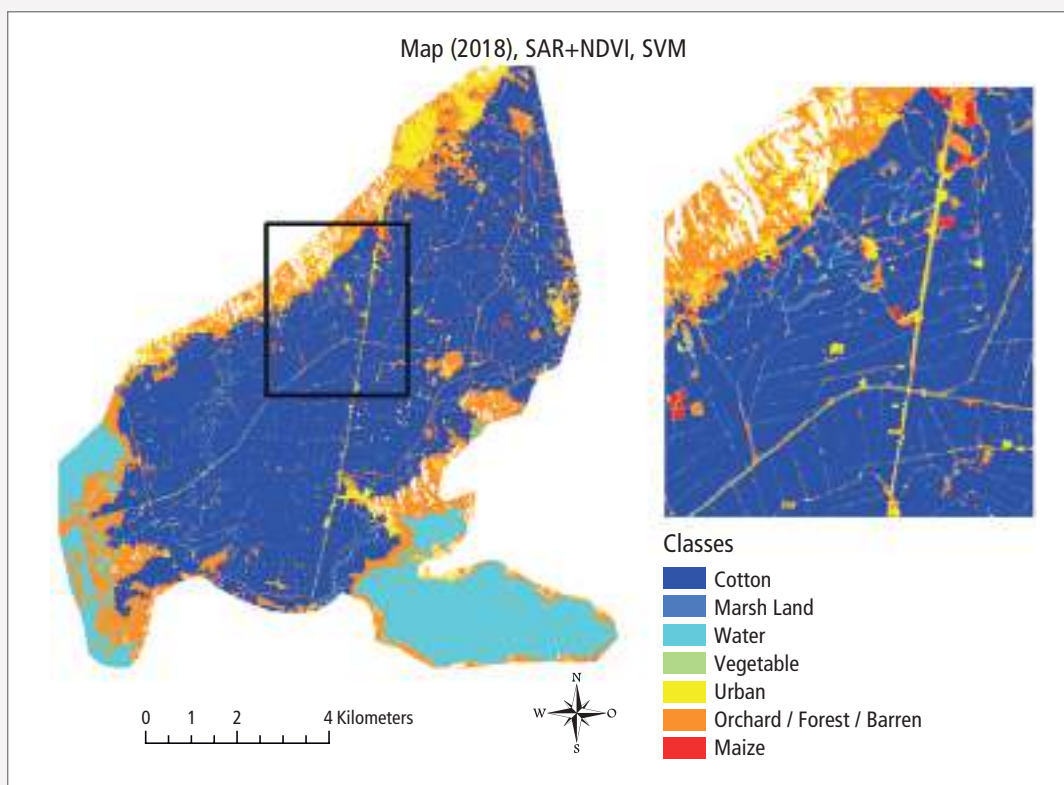 Map (2018), SAR+NDVI, SVM
Classes
Cotton
Marsh Land
Water
Vegetable
Urban
Orchard / Forest / Barren
Maize
0 1 2 4 Kilometers
N
W O
S